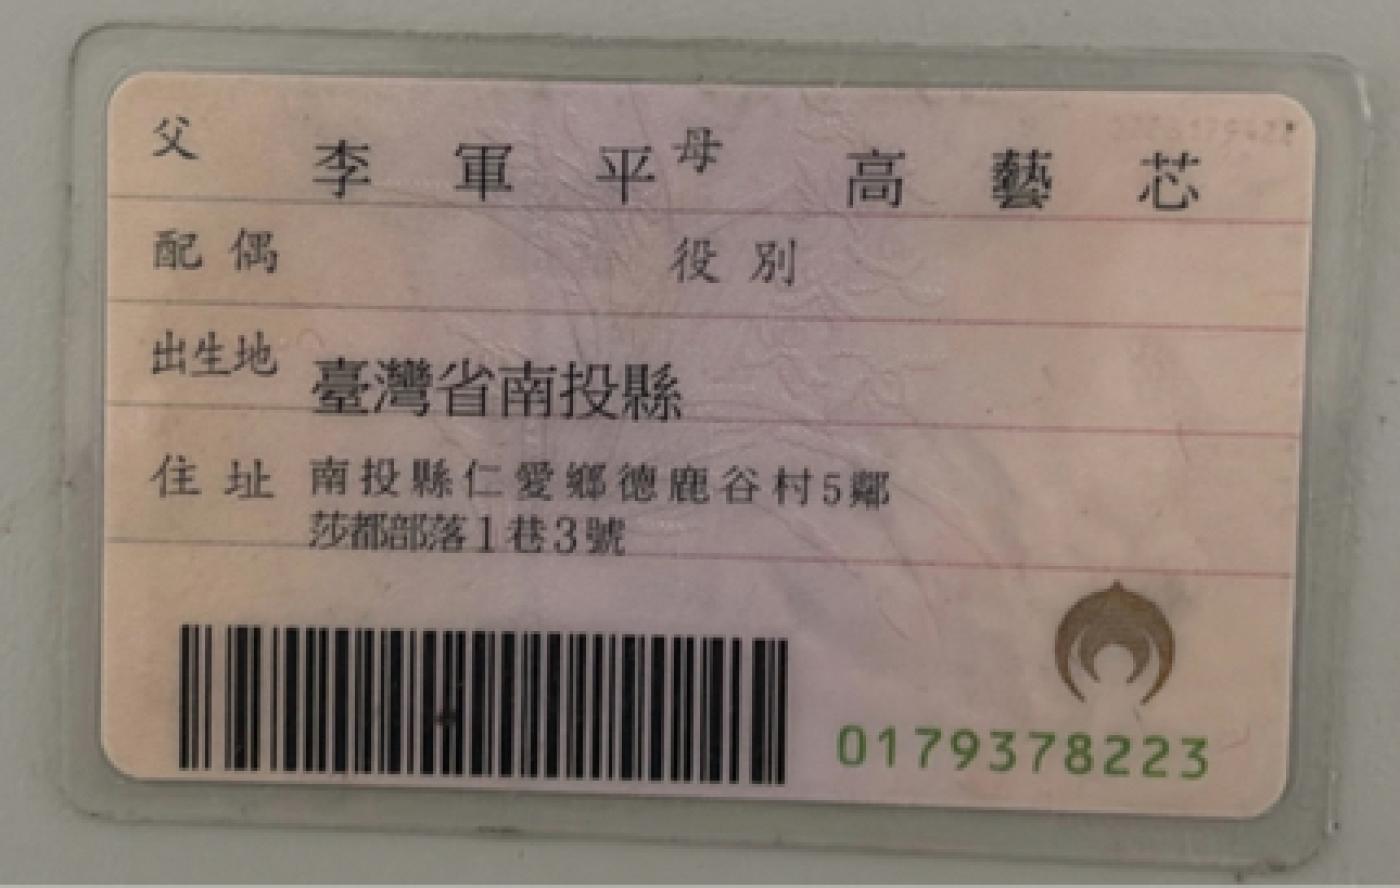 父 李軍平 母 高藝芯
配偶 役別
出生地 臺灣省南投縣
住址 南投縣仁愛鄉德鹿谷村5鄰
莎都部落1巷3號
0179378223